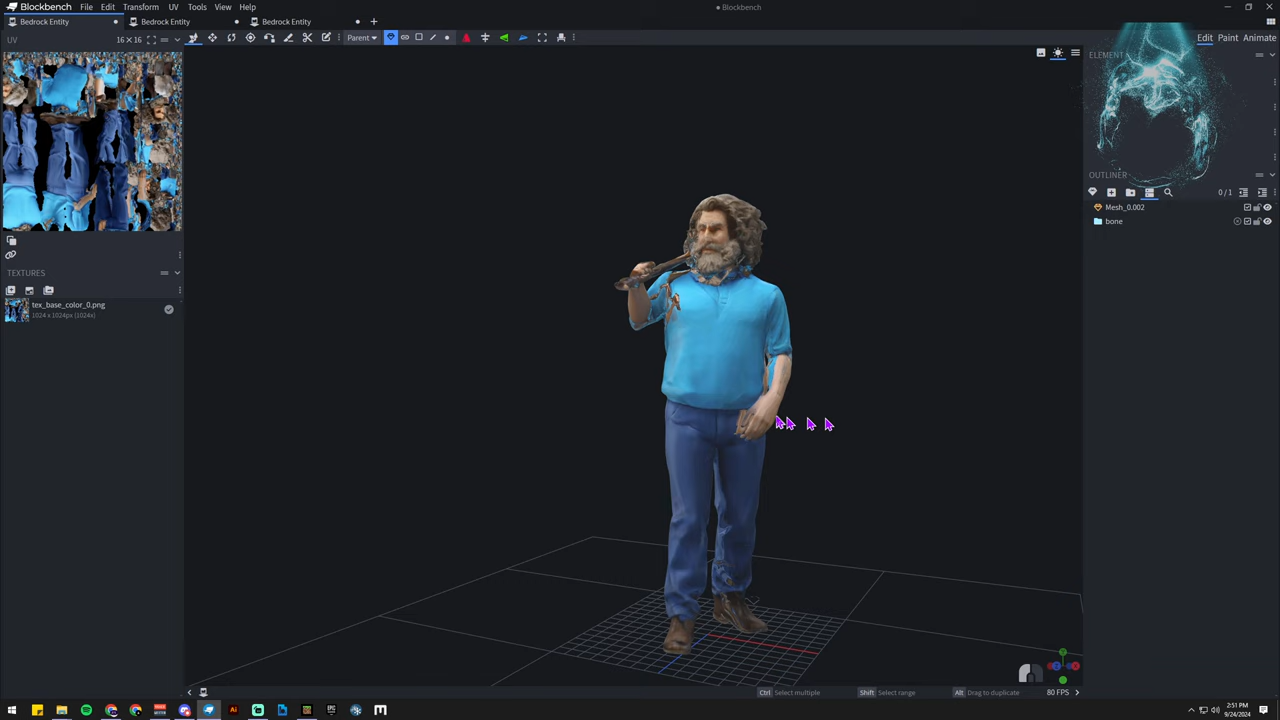 Blockbench File Edit Transform UV Tools View Help
Blockbench
Bedrock Entity Bedrock Entity Bedrock Entity
UV 16×16
Parent
Edit Paint Animate
ELEMENT
OUTLINER
0/1
Mesh_0.002
bone
TEXTURES
tex_base_color_0.png
1024 x 1024px (1024x)
Ctrl Select multiple Shift Select range Alt Drag to duplicate 80 FPS
2:51 PM
9/24/2024